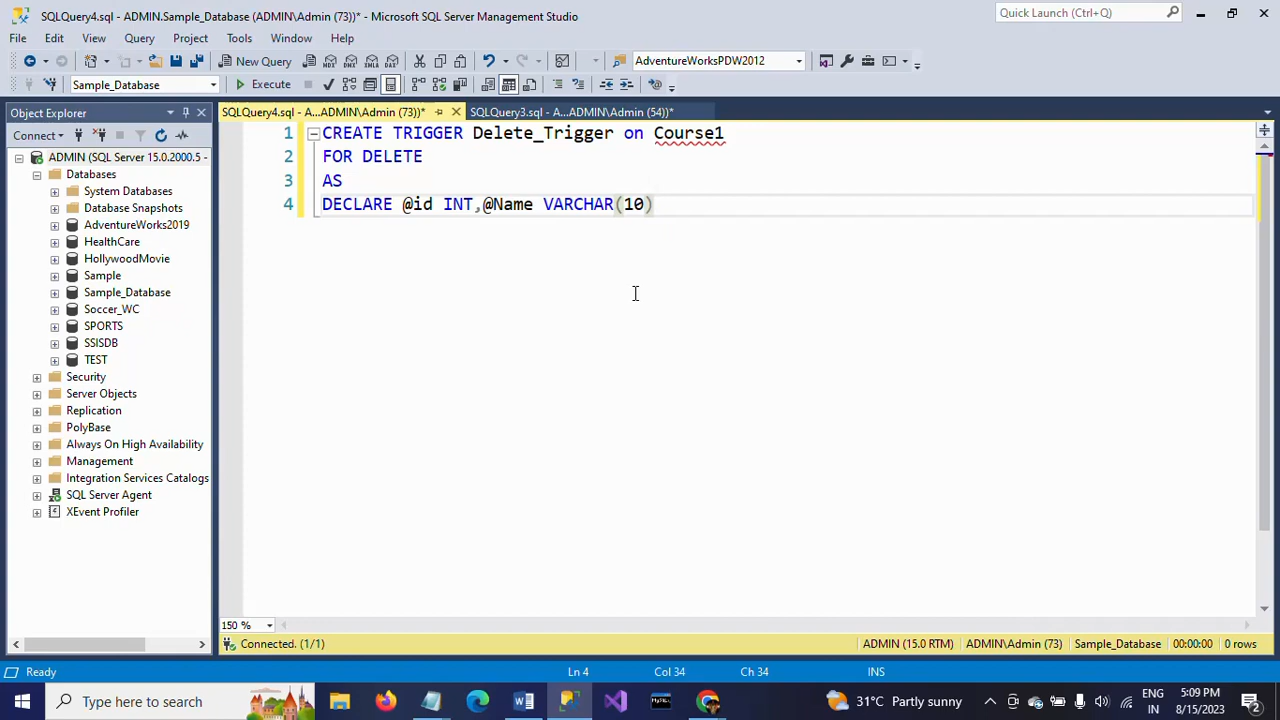 SQLQuery4.sql - ADMIN.Sample_Database (ADMIN\Admin (73))* - Microsoft SQL Server Management Studio
Quick Launch (Ctrl+Q)
File Edit View Query Project Tools Window Help
New Query
MDX DMX XMLA DAX
AdventureWorksPDW2012
Sample_Database
Execute
Object Explorer
SQLQuery4.sql - A...ADMIN\Admin (73))*
SQLQuery3.sql - A...ADMIN\Admin (54))*
Connect
ADMIN (SQL Server 15.0.2000.5 -
Databases
System Databases
Database Snapshots
AdventureWorks2019
HealthCare
HollywoodMovie
Sample
Sample_Database
Soccer_WC
SPORTS
SSISDB
TEST
Security
Server Objects
Replication
PolyBase
Always On High Availability
Management
Integration Services Catalogs
SQL Server Agent
XEvent Profiler
1 CREATE TRIGGER Delete_Trigger on Course1
2 FOR DELETE
3 AS
4 DECLARE @id INT,@Name VARCHAR(10)
150 %
Connected. (1/1)
ADMIN (15.0 RTM) ADMIN\Admin (73) Sample_Database 00:00:00 0 rows
Ready
Ln 4 Col 34 Ch 34 INS
Type here to search
31°C Partly sunny
ENG
IN
5:09 PM
8/15/2023
2